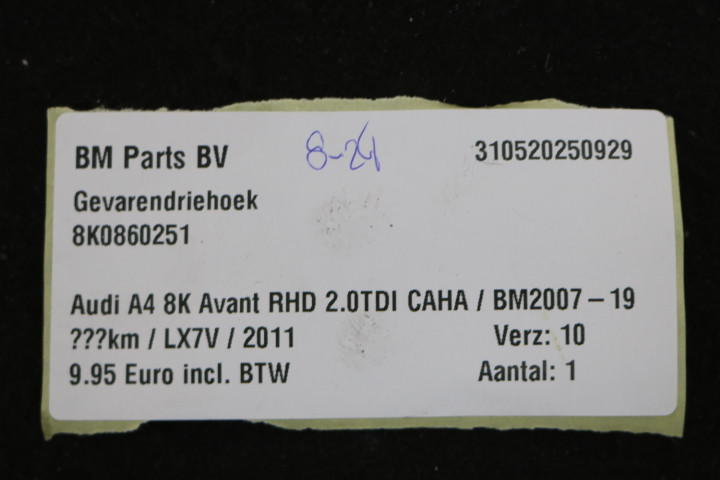 BM Parts BV 8-24 310520250929
Gevarendriehoek
8K0860251
Audi A4 8K Avant RHD 2.0TDI CAHA / BM2007 – 19
???km / LX7V / 2011 Verz: 10
9.95 Euro incl. BTW Aantal: 1